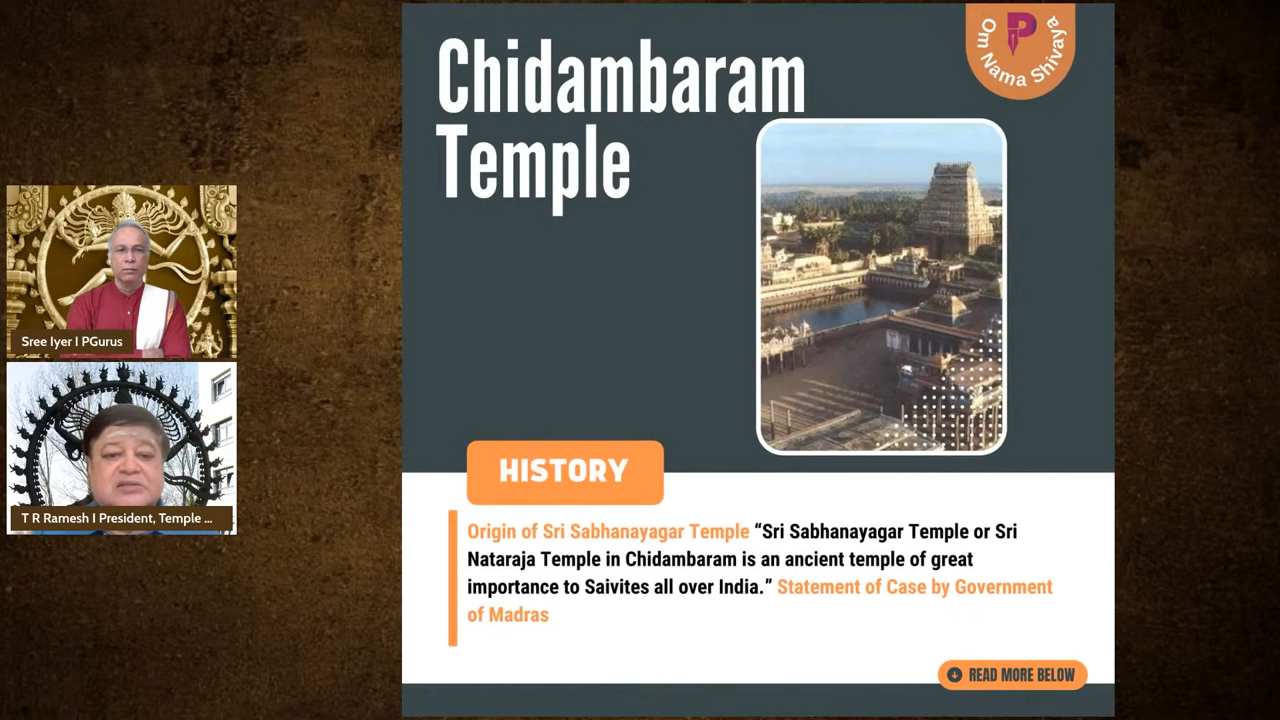 Chidambaram
Temple
P
Om Nama Shivaya
Sree Iyer I PGurus
T R Ramesh I President, Temple ...
HISTORY
Origin of Sri Sabhanayagar Temple “Sri Sabhanayagar Temple or Sri
Nataraja Temple in Chidambaram is an ancient temple of great
importance to Saivites all over India.” Statement of Case by Government
of Madras
READ MORE BELOW